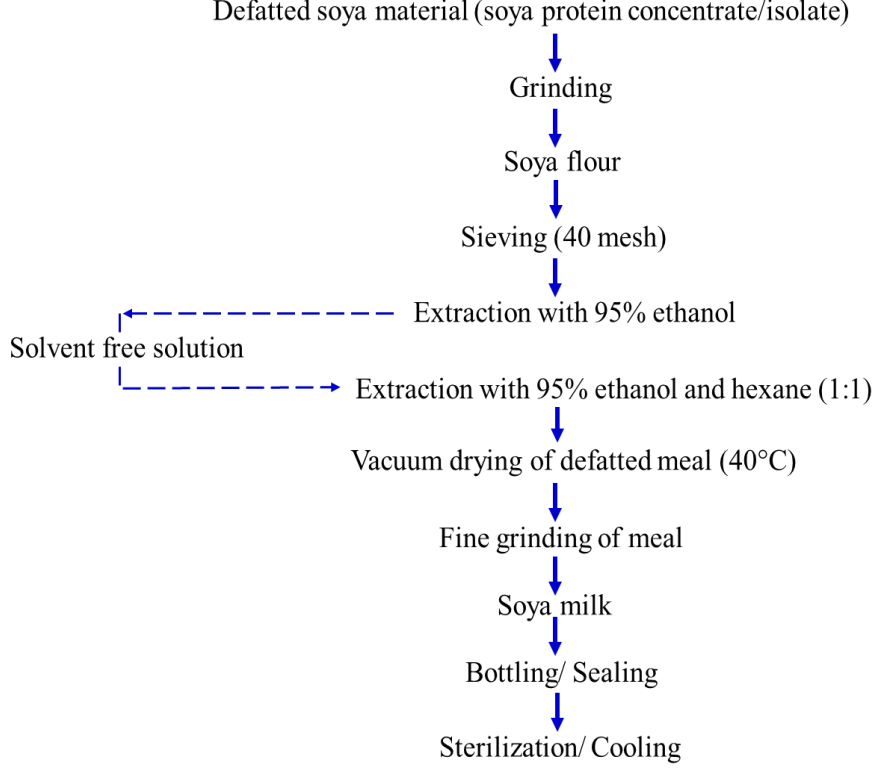 Defatted soya material (soya protein concentrate/isolate)
Grinding
Soya flour
Sieving (40 mesh)
Extraction with 95% ethanol
Solvent free solution
Extraction with 95% ethanol and hexane (1:1)
Vacuum drying of defatted meal (40°C)
Fine grinding of meal
Soya milk
Bottling/ Sealing
Sterilization/ Cooling